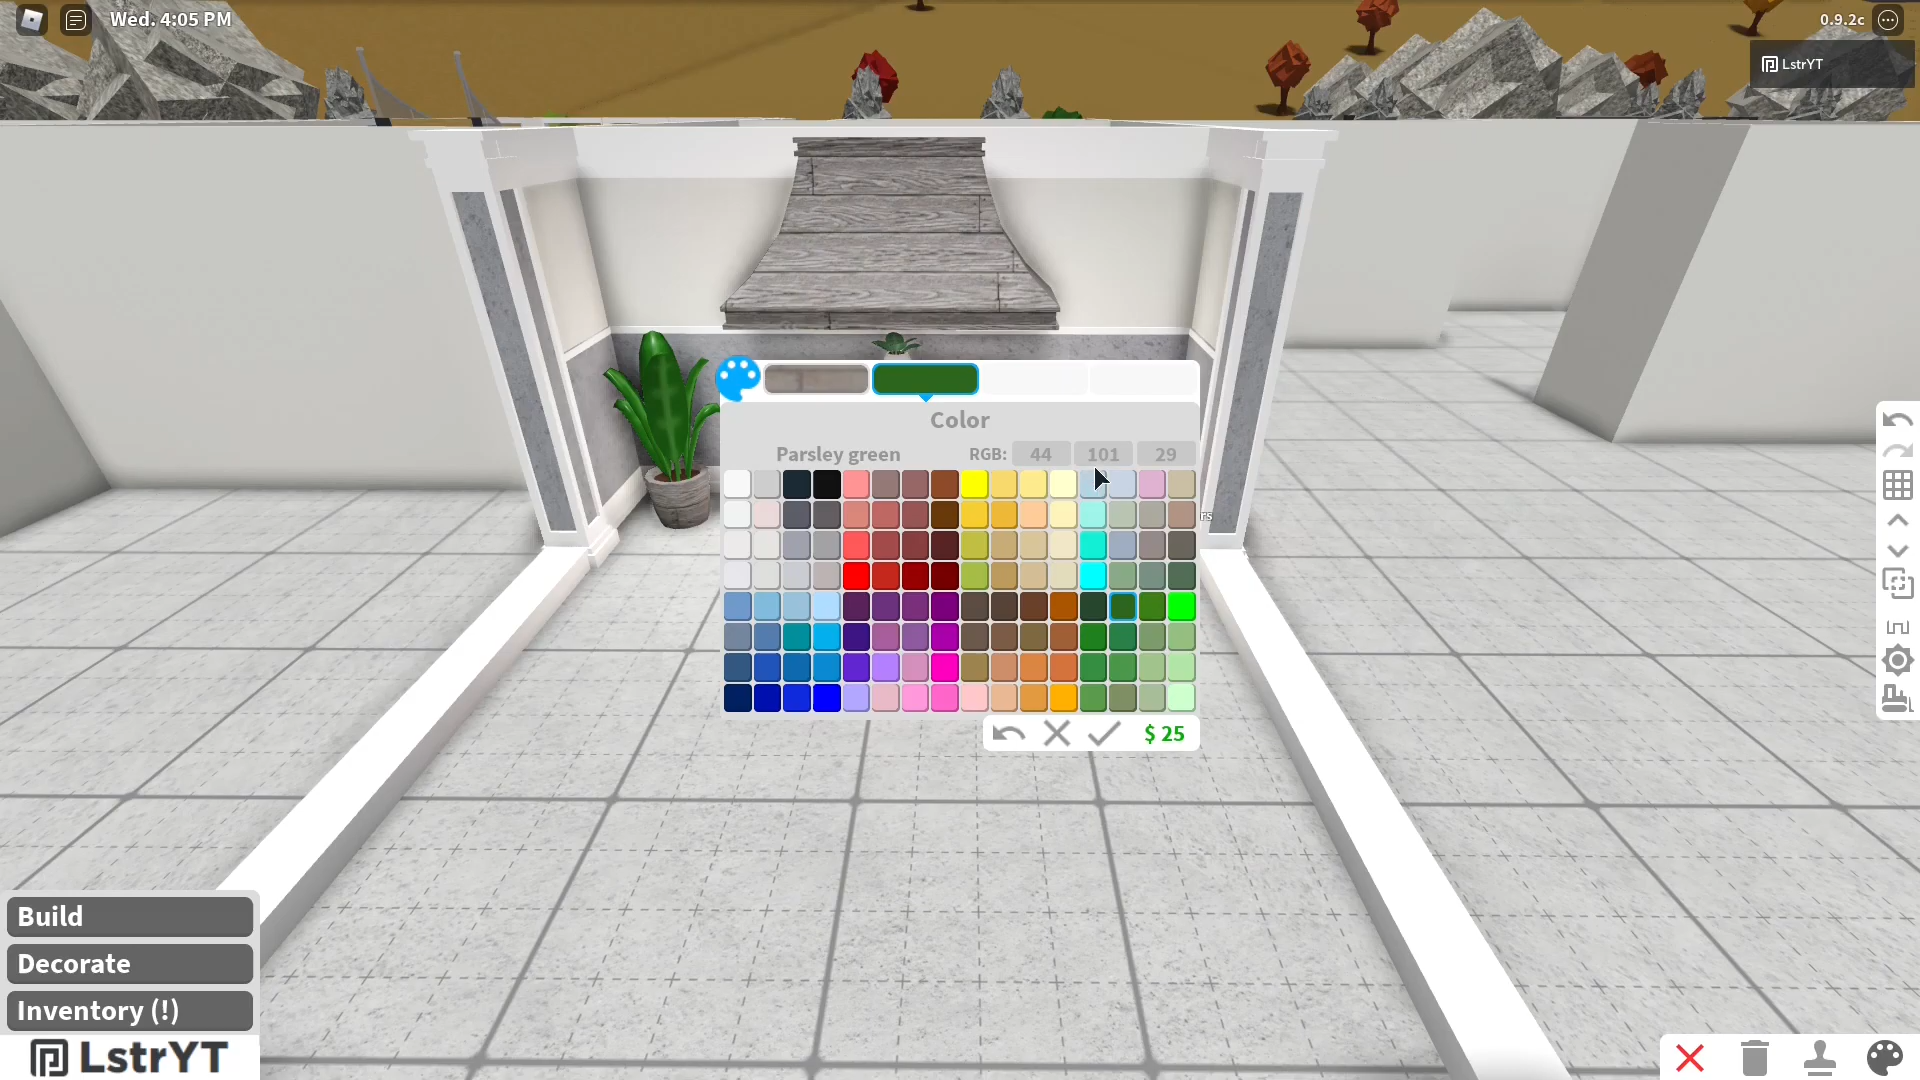 Wed. 4:05 PM
0.9.2c
LstrYT
Color
Parsley green RGB: 44 101 29
rs
$ 25
Build
Decorate
Inventory (!)
LstrYT